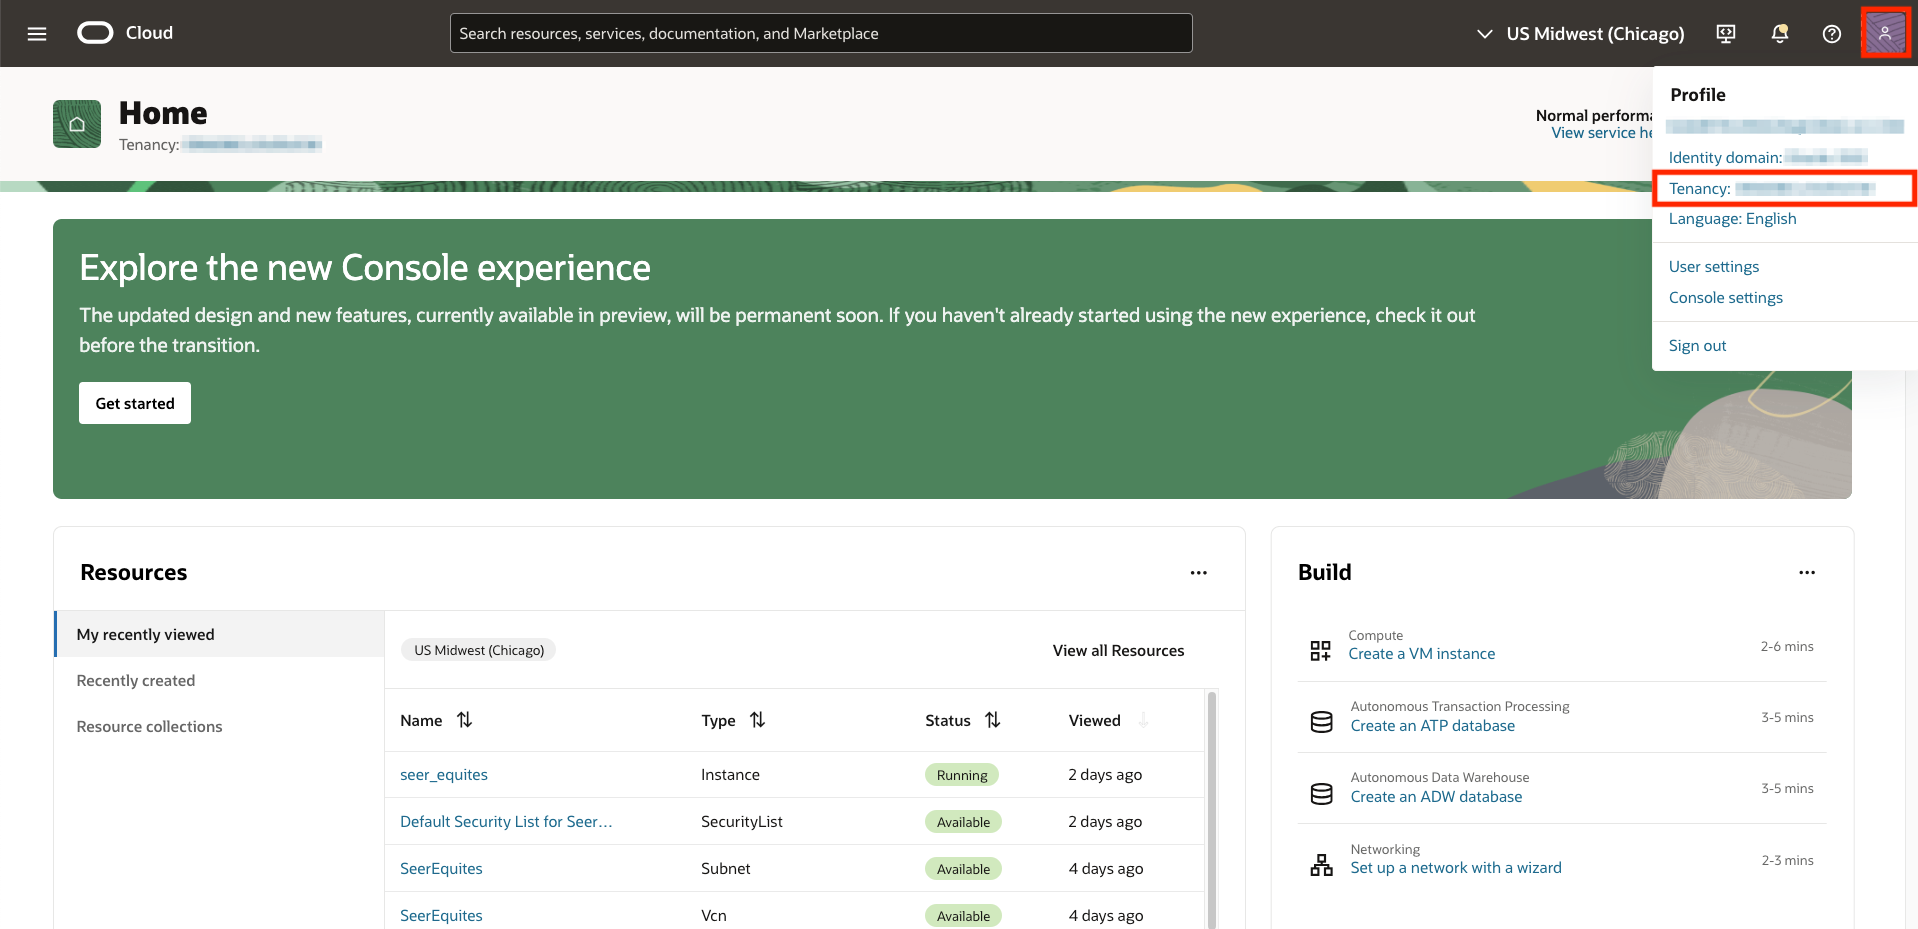 Cloud
Search resources, services, documentation, and Marketplace
US Midwest (Chicago)
Home
Tenancy:
Normal performa
View service he
Profile
Identity domain:
Tenancy:
Language: English
User settings
Console settings
Sign out
Explore the new Console experience
The updated design and new features, currently available in preview, will be permanent soon. If you haven't already started using the new experience, check it out
before the transition.
Get started
Resources
My recently viewed
Recently created
Resource collections
US Midwest (Chicago)
View all Resources
Name Type Status Viewed
seer_equites Instance Running 2 days ago
Default Security List for Seer... SecurityList Available 2 days ago
SeerEquites Subnet Available 4 days ago
SeerEquites Vcn Available 4 days ago
Build
Compute
Create a VM instance
2-6 mins
Autonomous Transaction Processing
Create an ATP database
3-5 mins
Autonomous Data Warehouse
Create an ADW database
3-5 mins
Networking
Set up a network with a wizard
2-3 mins